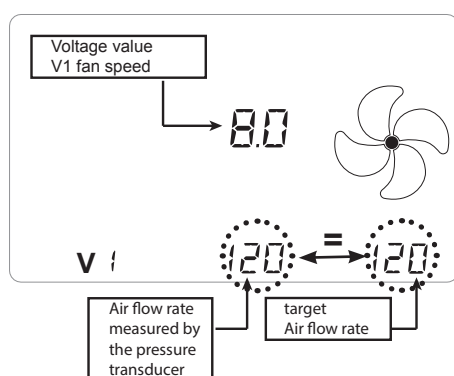 Voltage value
V1 fan speed
8.0
V 1
120
=
120
Air flow rate
measured by
the pressure
transducer
target
Air flow rate